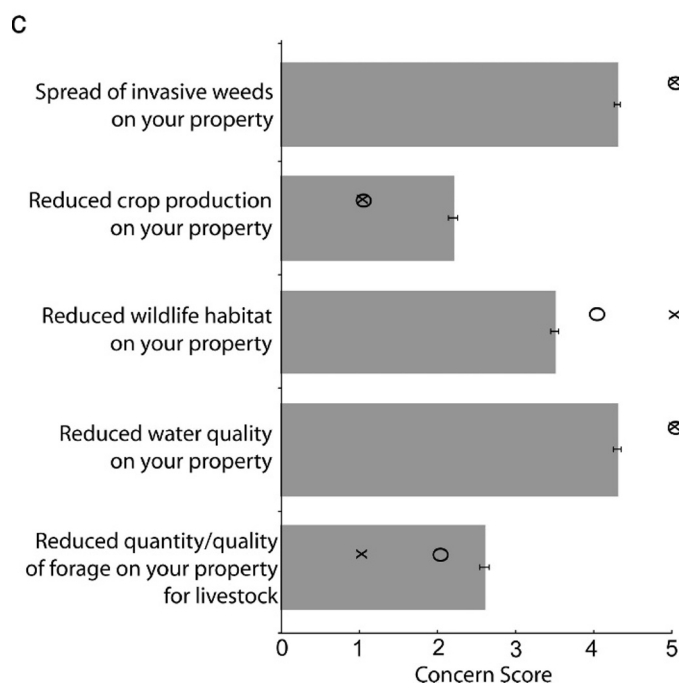 C
Spread of invasive weeds
on your property
Reduced crop production
on your property
Reduced wildlife habitat
on your property
Reduced water quality
on your property
Reduced quantity/quality
of forage on your property
for livestock
0 1 2 3 4 5
Concern Score